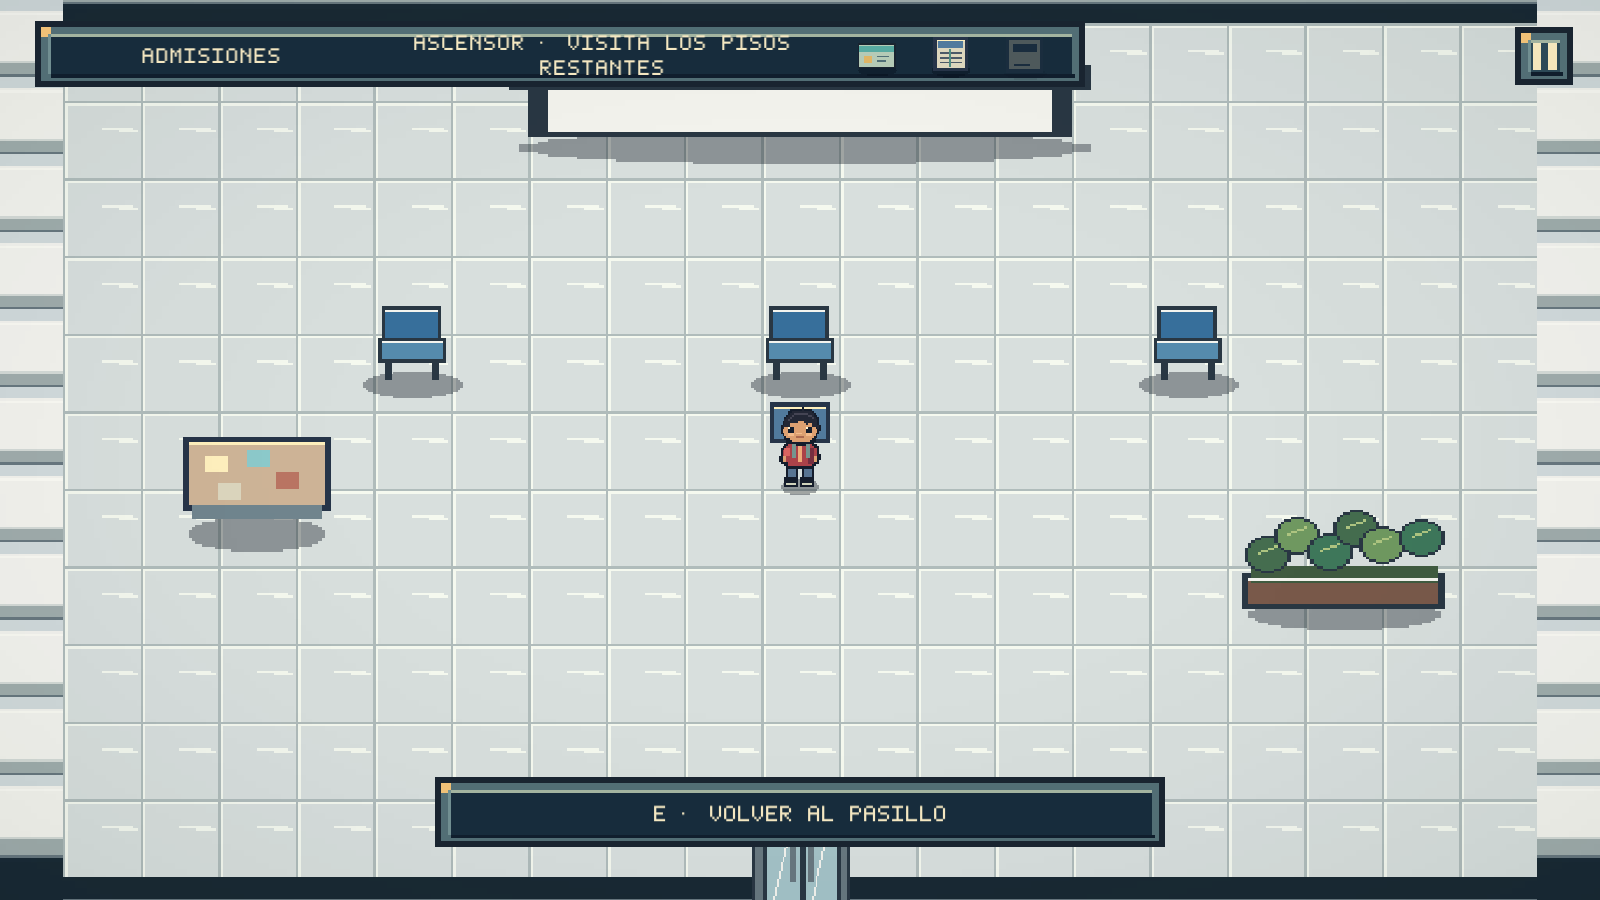 ADMISIONES
ASCENSOR · VISITA LOS PISOS
RESTANTES
E · VOLVER AL PASILLO